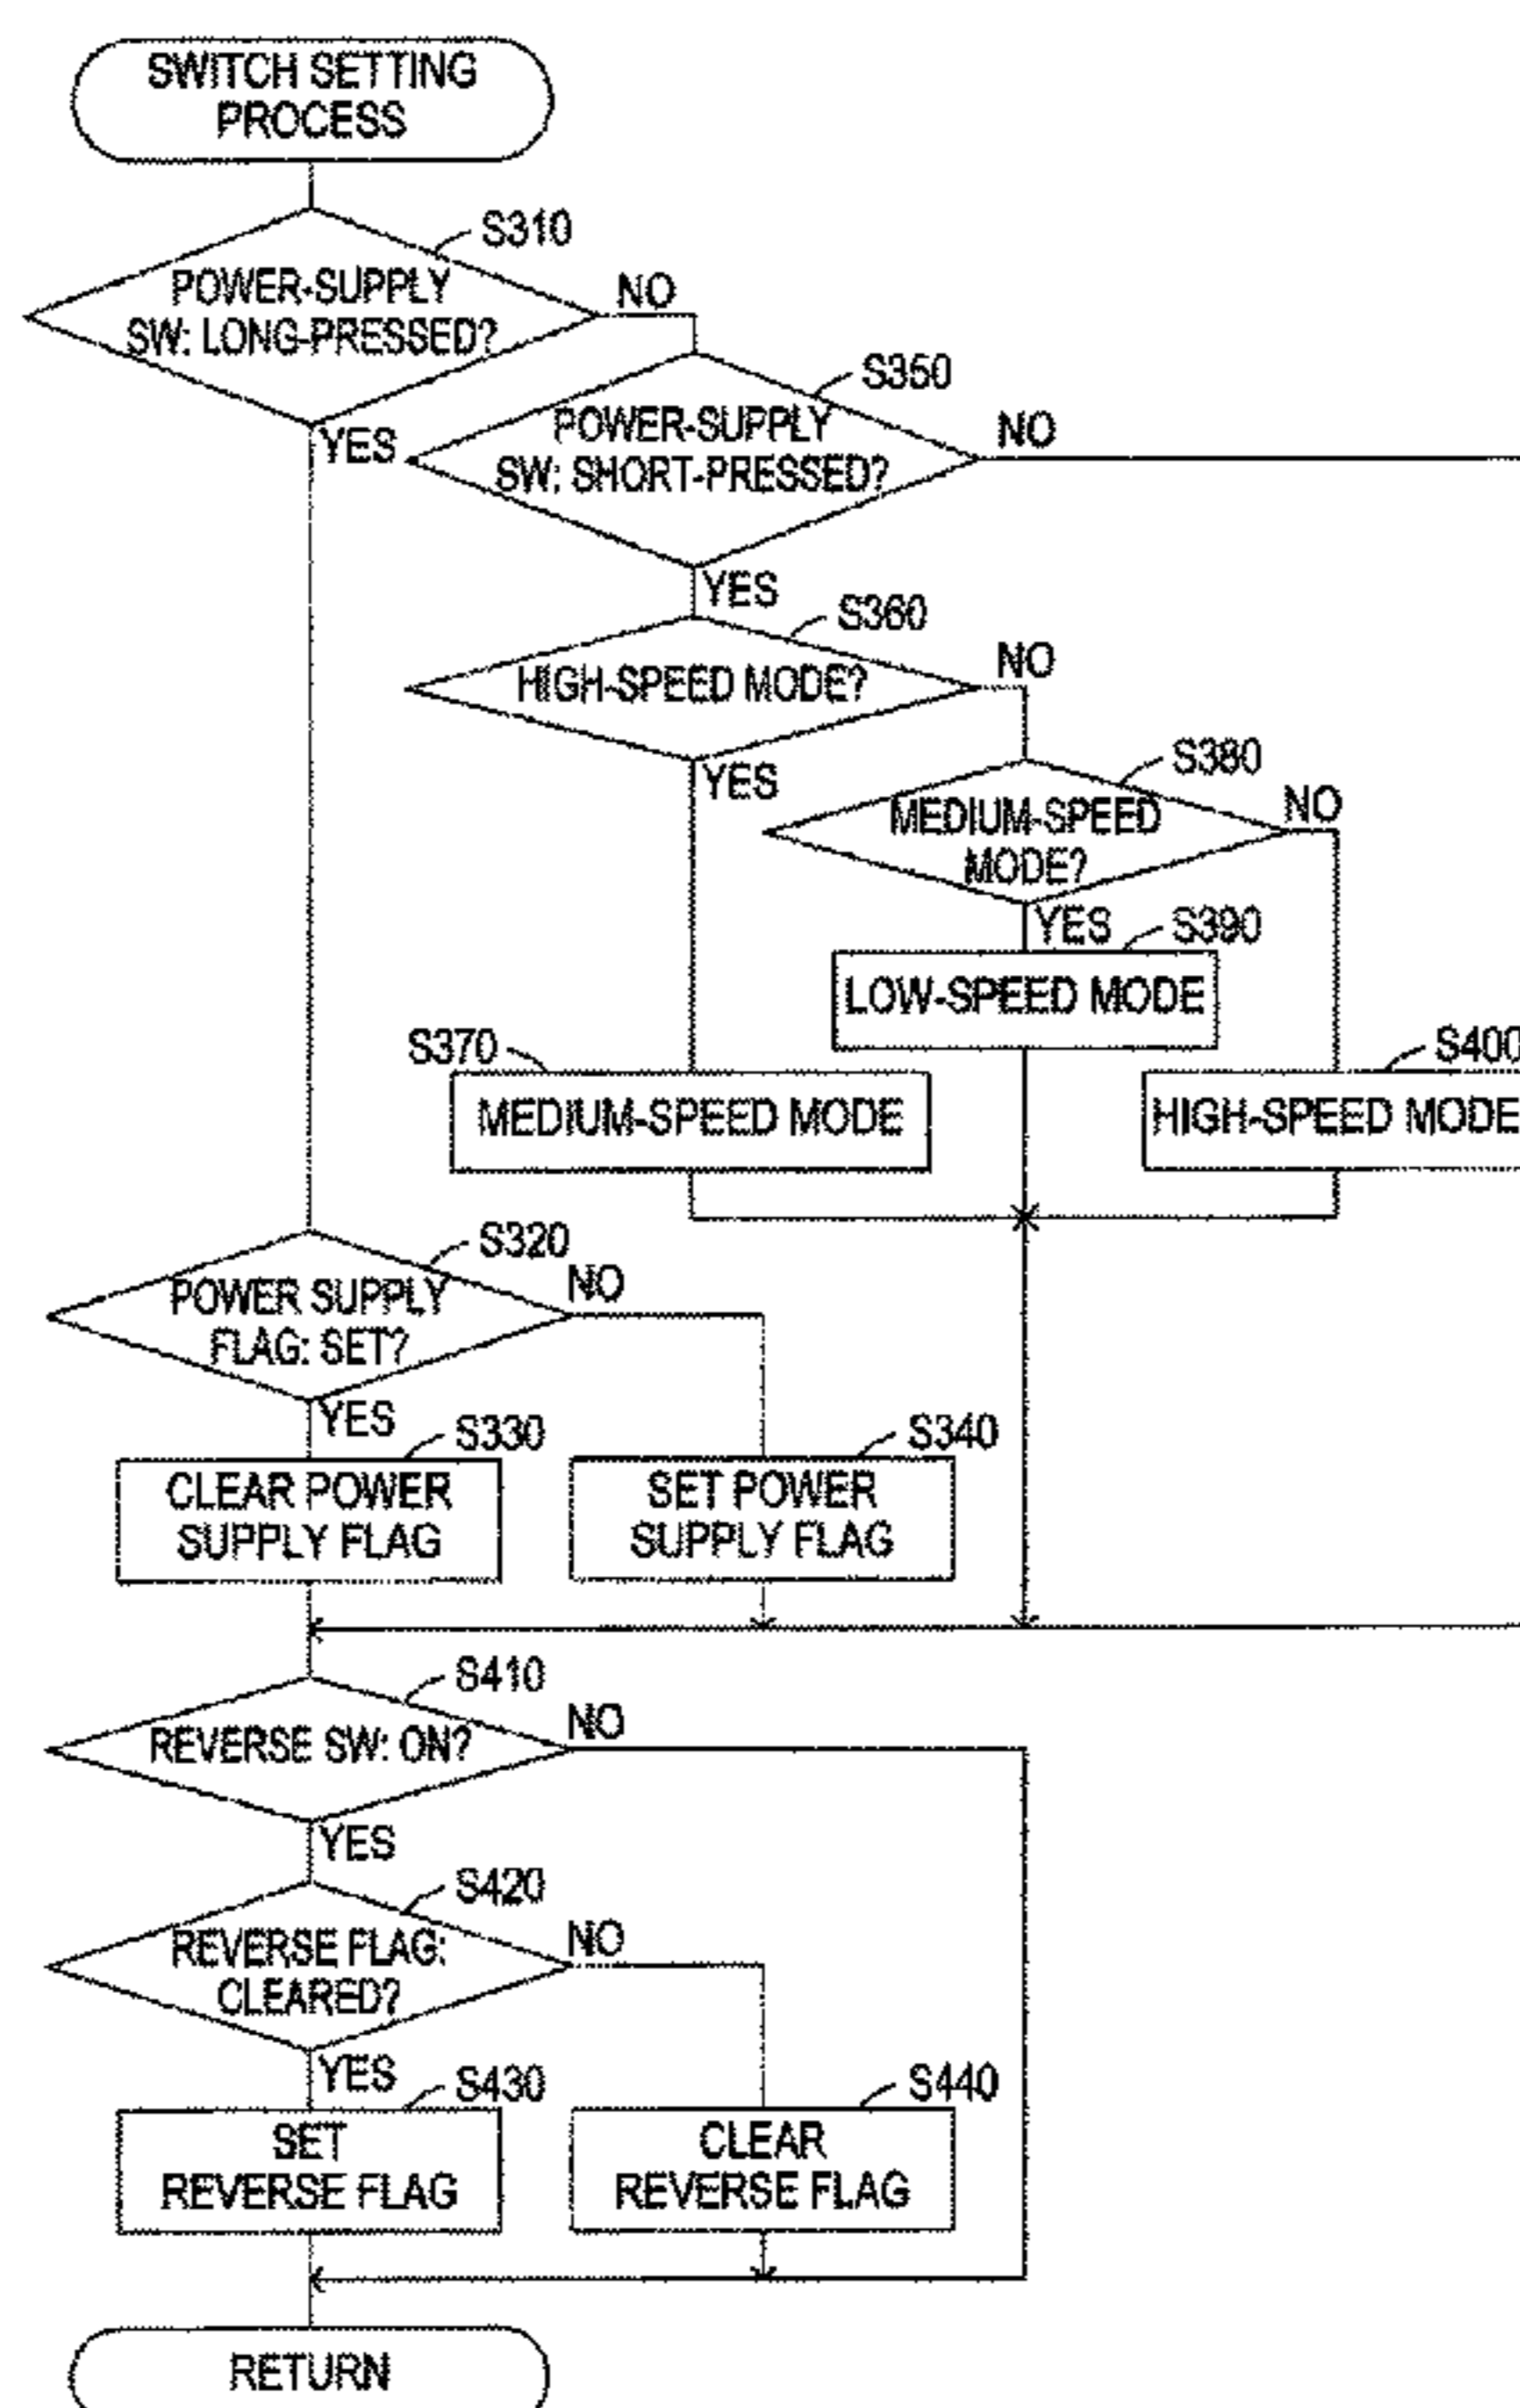 SWITCH SETTING
PROCESS
S310
POWER-SUPPLY
SW: LONG-PRESSED?
NO
YES
S350
POWER-SUPPLY
SW: SHORT-PRESSED?
NO
YES
S360
HIGH-SPEED MODE?
NO
YES
S380
MEDIUM-SPEED
MODE?
NO
YES
S390
LOW-SPEED MODE
S370
MEDIUM-SPEED MODE
S400
HIGH-SPEED MODE
S320
POWER SUPPLY
FLAG: SET?
NO
YES
S330
CLEAR POWER
SUPPLY FLAG
S340
SET POWER
SUPPLY FLAG
S410
REVERSE SW: ON?
NO
YES
S420
REVERSE FLAG:
CLEARED?
NO
YES
S430
SET
REVERSE FLAG
S440
CLEAR
REVERSE FLAG
RETURN